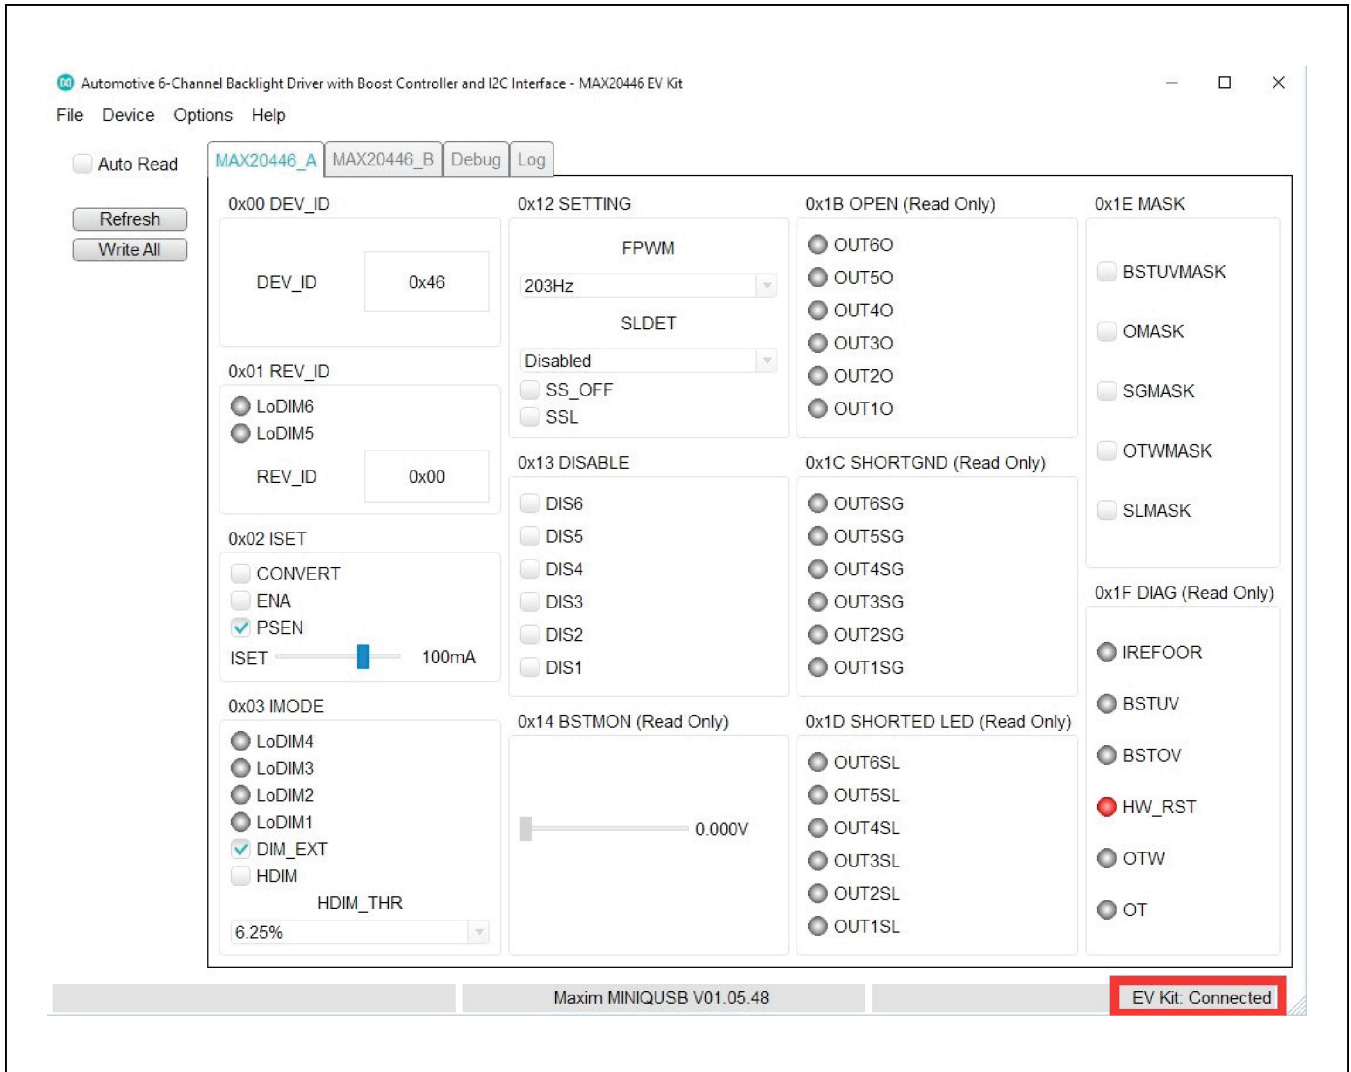 Automotive 6-Channel Backlight Driver with Boost Controller and I2C Interface - MAX20446 EV Kit
File Device Options Help
Auto Read
Refresh
Write All
MAX20446_A MAX20446_B Debug Log
0x00 DEV_ID
DEV_ID 0x46
0x01 REV_ID
LoDIM6
LoDIM5
REV_ID 0x00
0x02 ISET
CONVERT
ENA
PSEN
ISET 100mA
0x03 IMODE
LoDIM4
LoDIM3
LoDIM2
LoDIM1
DIM_EXT
HDIM
HDIM_THR
6.25%
0x12 SETTING
FPWM
203Hz
SLDET
Disabled
SS_OFF
SSL
0x13 DISABLE
DIS6
DIS5
DIS4
DIS3
DIS2
DIS1
0x14 BSTMON (Read Only)
0.000V
0x1B OPEN (Read Only)
OUT6O
OUT5O
OUT4O
OUT3O
OUT2O
OUT1O
0x1C SHORTGND (Read Only)
OUT6SG
OUT5SG
OUT4SG
OUT3SG
OUT2SG
OUT1SG
0x1D SHORTED LED (Read Only)
OUT6SL
OUT5SL
OUT4SL
OUT3SL
OUT2SL
OUT1SL
0x1E MASK
BSTUVMASK
OMASK
SGMASK
OTWMASK
SLMASK
0x1F DIAG (Read Only)
IREFOOR
BSTUV
BSTOV
HW_RST
OTW
OT
Maxim MINIQUSB V01.05.48
EV Kit: Connected